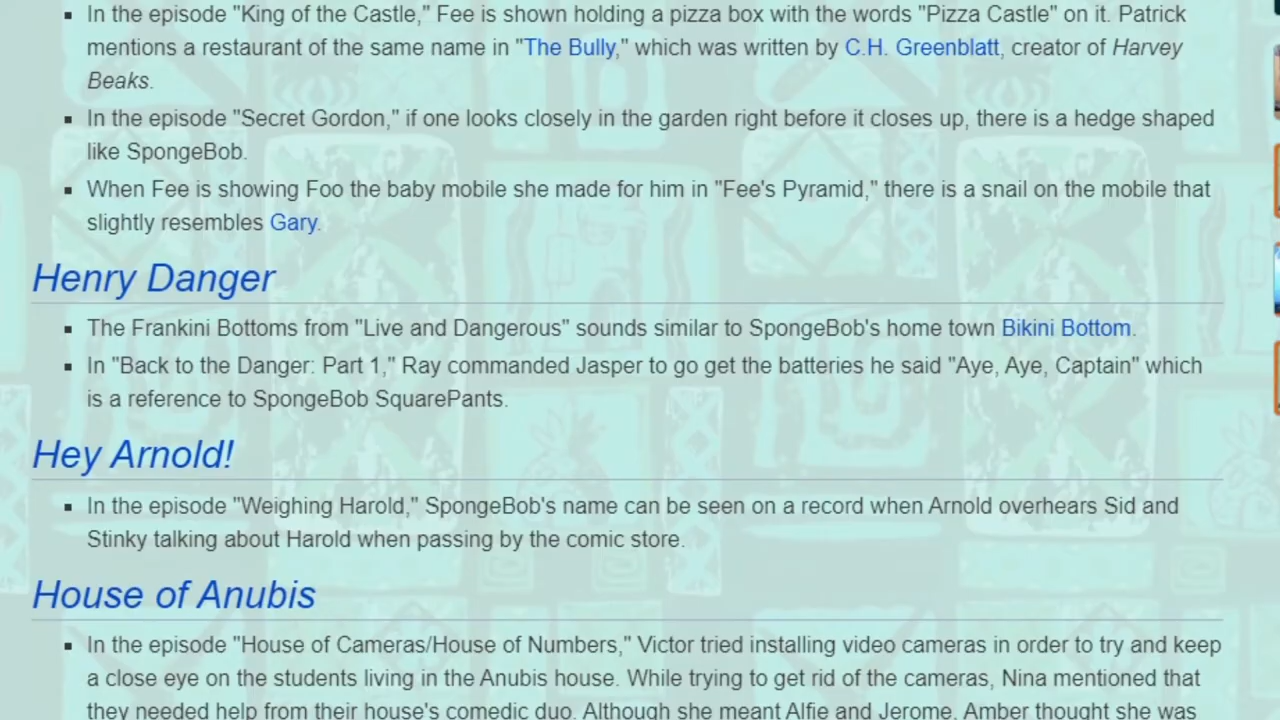 In the episode "King of the Castle," Fee is shown holding a pizza box with the words "Pizza Castle" on it. Patrick
mentions a restaurant of the same name in "The Bully," which was written by C.H. Greenblatt, creator of Harvey
Beaks.
In the episode "Secret Gordon," if one looks closely in the garden right before it closes up, there is a hedge shaped
like SpongeBob.
When Fee is showing Foo the baby mobile she made for him in "Fee's Pyramid," there is a snail on the mobile that
slightly resembles Gary.
Henry Danger
The Frankini Bottoms from "Live and Dangerous" sounds similar to SpongeBob's home town Bikini Bottom.
In "Back to the Danger: Part 1," Ray commanded Jasper to go get the batteries he said "Aye, Aye, Captain" which
is a reference to SpongeBob SquarePants.
Hey Arnold!
In the episode "Weighing Harold," SpongeBob's name can be seen on a record when Arnold overhears Sid and
Stinky talking about Harold when passing by the comic store.
House of Anubis
In the episode "House of Cameras/House of Numbers," Victor tried installing video cameras in order to try and keep
a close eye on the students living in the Anubis house. While trying to get rid of the cameras, Nina mentioned that
they needed help from their house's comedic duo. Although she meant Alfie and Jerome, Amber thought she was